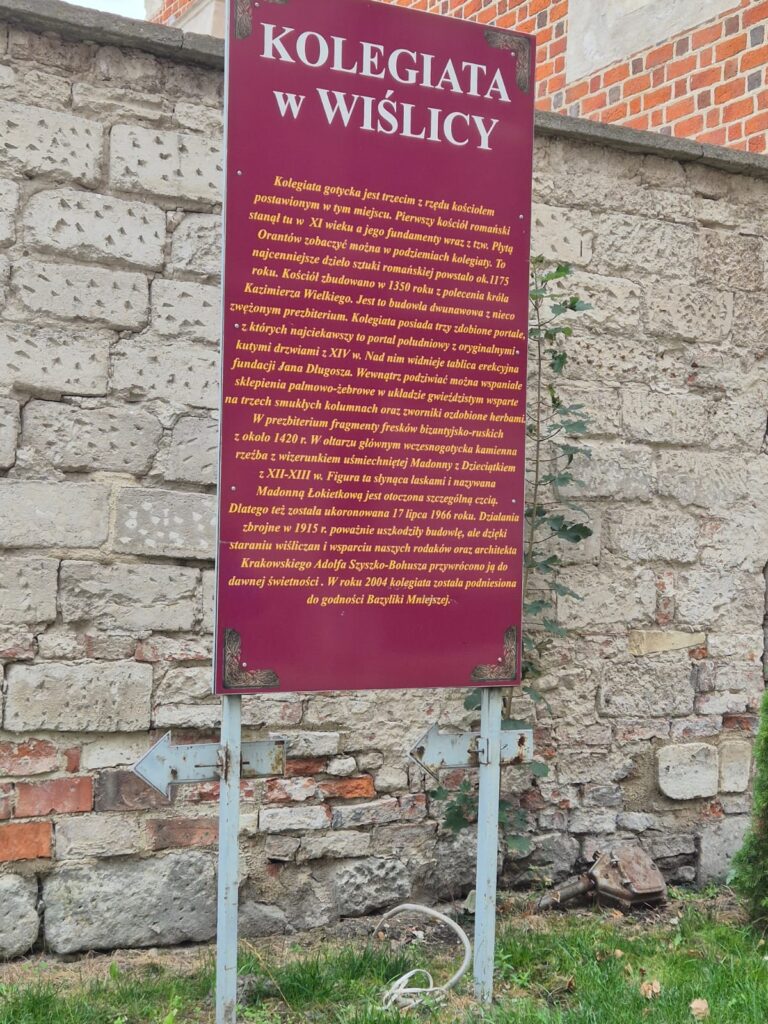 KOLEGIATA
w WIŚLICY
Kolegiata gotycka jest trzecim z rzędu kościołem
postawionym w tym miejscu. Pierwszy kościół romański
stanął tu w XI wieku a jego fundamenty wraz z tzw. Płytą
Orantów zobaczyć można w podziemiach kolegiaty. To
najcenniejsze dzieło sztuki romańskiej powstało ok.1175
roku. Kościół zbudowano w 1350 roku z polecenia króla
Kazimierza Wielkiego. Jest to budowla dwunawowa z nieco
zwężonym prezbiterium. Kolegiata posiada trzy zdobione portale,
z których najciekawszy to portal południowy z oryginalnymi
kutymi drzwiami z XIV w. Nad nim widnieje tablica erekcyjna
fundacji Jana Długosza. Wewnątrz podziwiać można wspaniałe
sklepienia palmowo-żebrowe w układzie gwieździstym wsparte
na trzech smukłych kolumnach oraz zworniki ozdobione herbami.
W prezbiterium fragmenty fresków bizantyjsko-ruskich
z około 1420 r. W ołtarzu głównym wczesnogotycka kamienna
rzeźba z wizerunkiem uśmiechniętej Madonny z Dzieciątkiem
z XII-XIII w. Figura ta słynąca łaskami i nazywana
Madonną Łokietkową jest otoczona szczególną czcią.
Dlatego też została ukoronowana 17 lipca 1966 roku. Działania
zbrojne w 1915 r. poważnie uszkodziły budowlę, ale dzięki
staraniu wiśliczan i wsparciu naszych rodaków oraz architekta
Krakowskiego Adolfa Szyszko-Bohusza przywrócono ją do
dawnej świetności . W roku 2004 kolegiata została podniesiona
do godności Bazyliki Mniejszej.